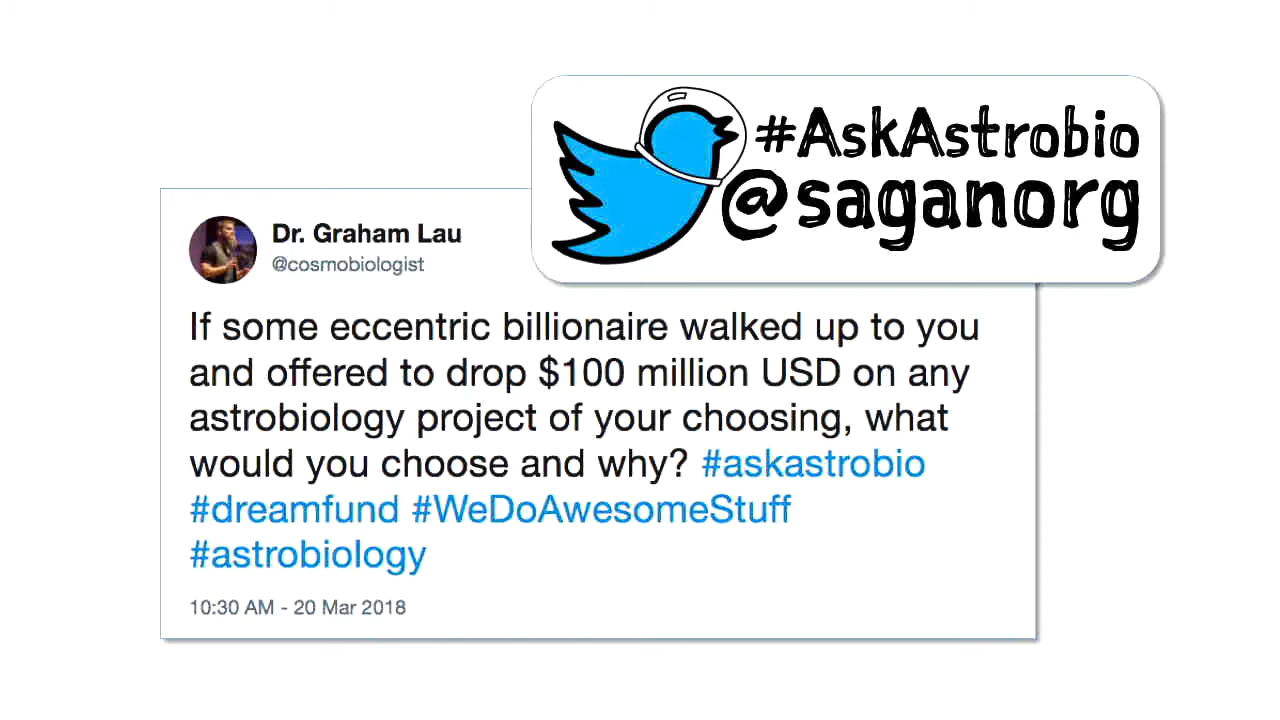 #AskAstrobio
@saganorg
Dr. Graham Lau
@cosmobiologist
If some eccentric billionaire walked up to you
and offered to drop $100 million USD on any
astrobiology project of your choosing, what
would you choose and why? #askastrobio
#dreamfund #WeDoAwesomeStuff
#astrobiology
10:30 AM - 20 Mar 2018